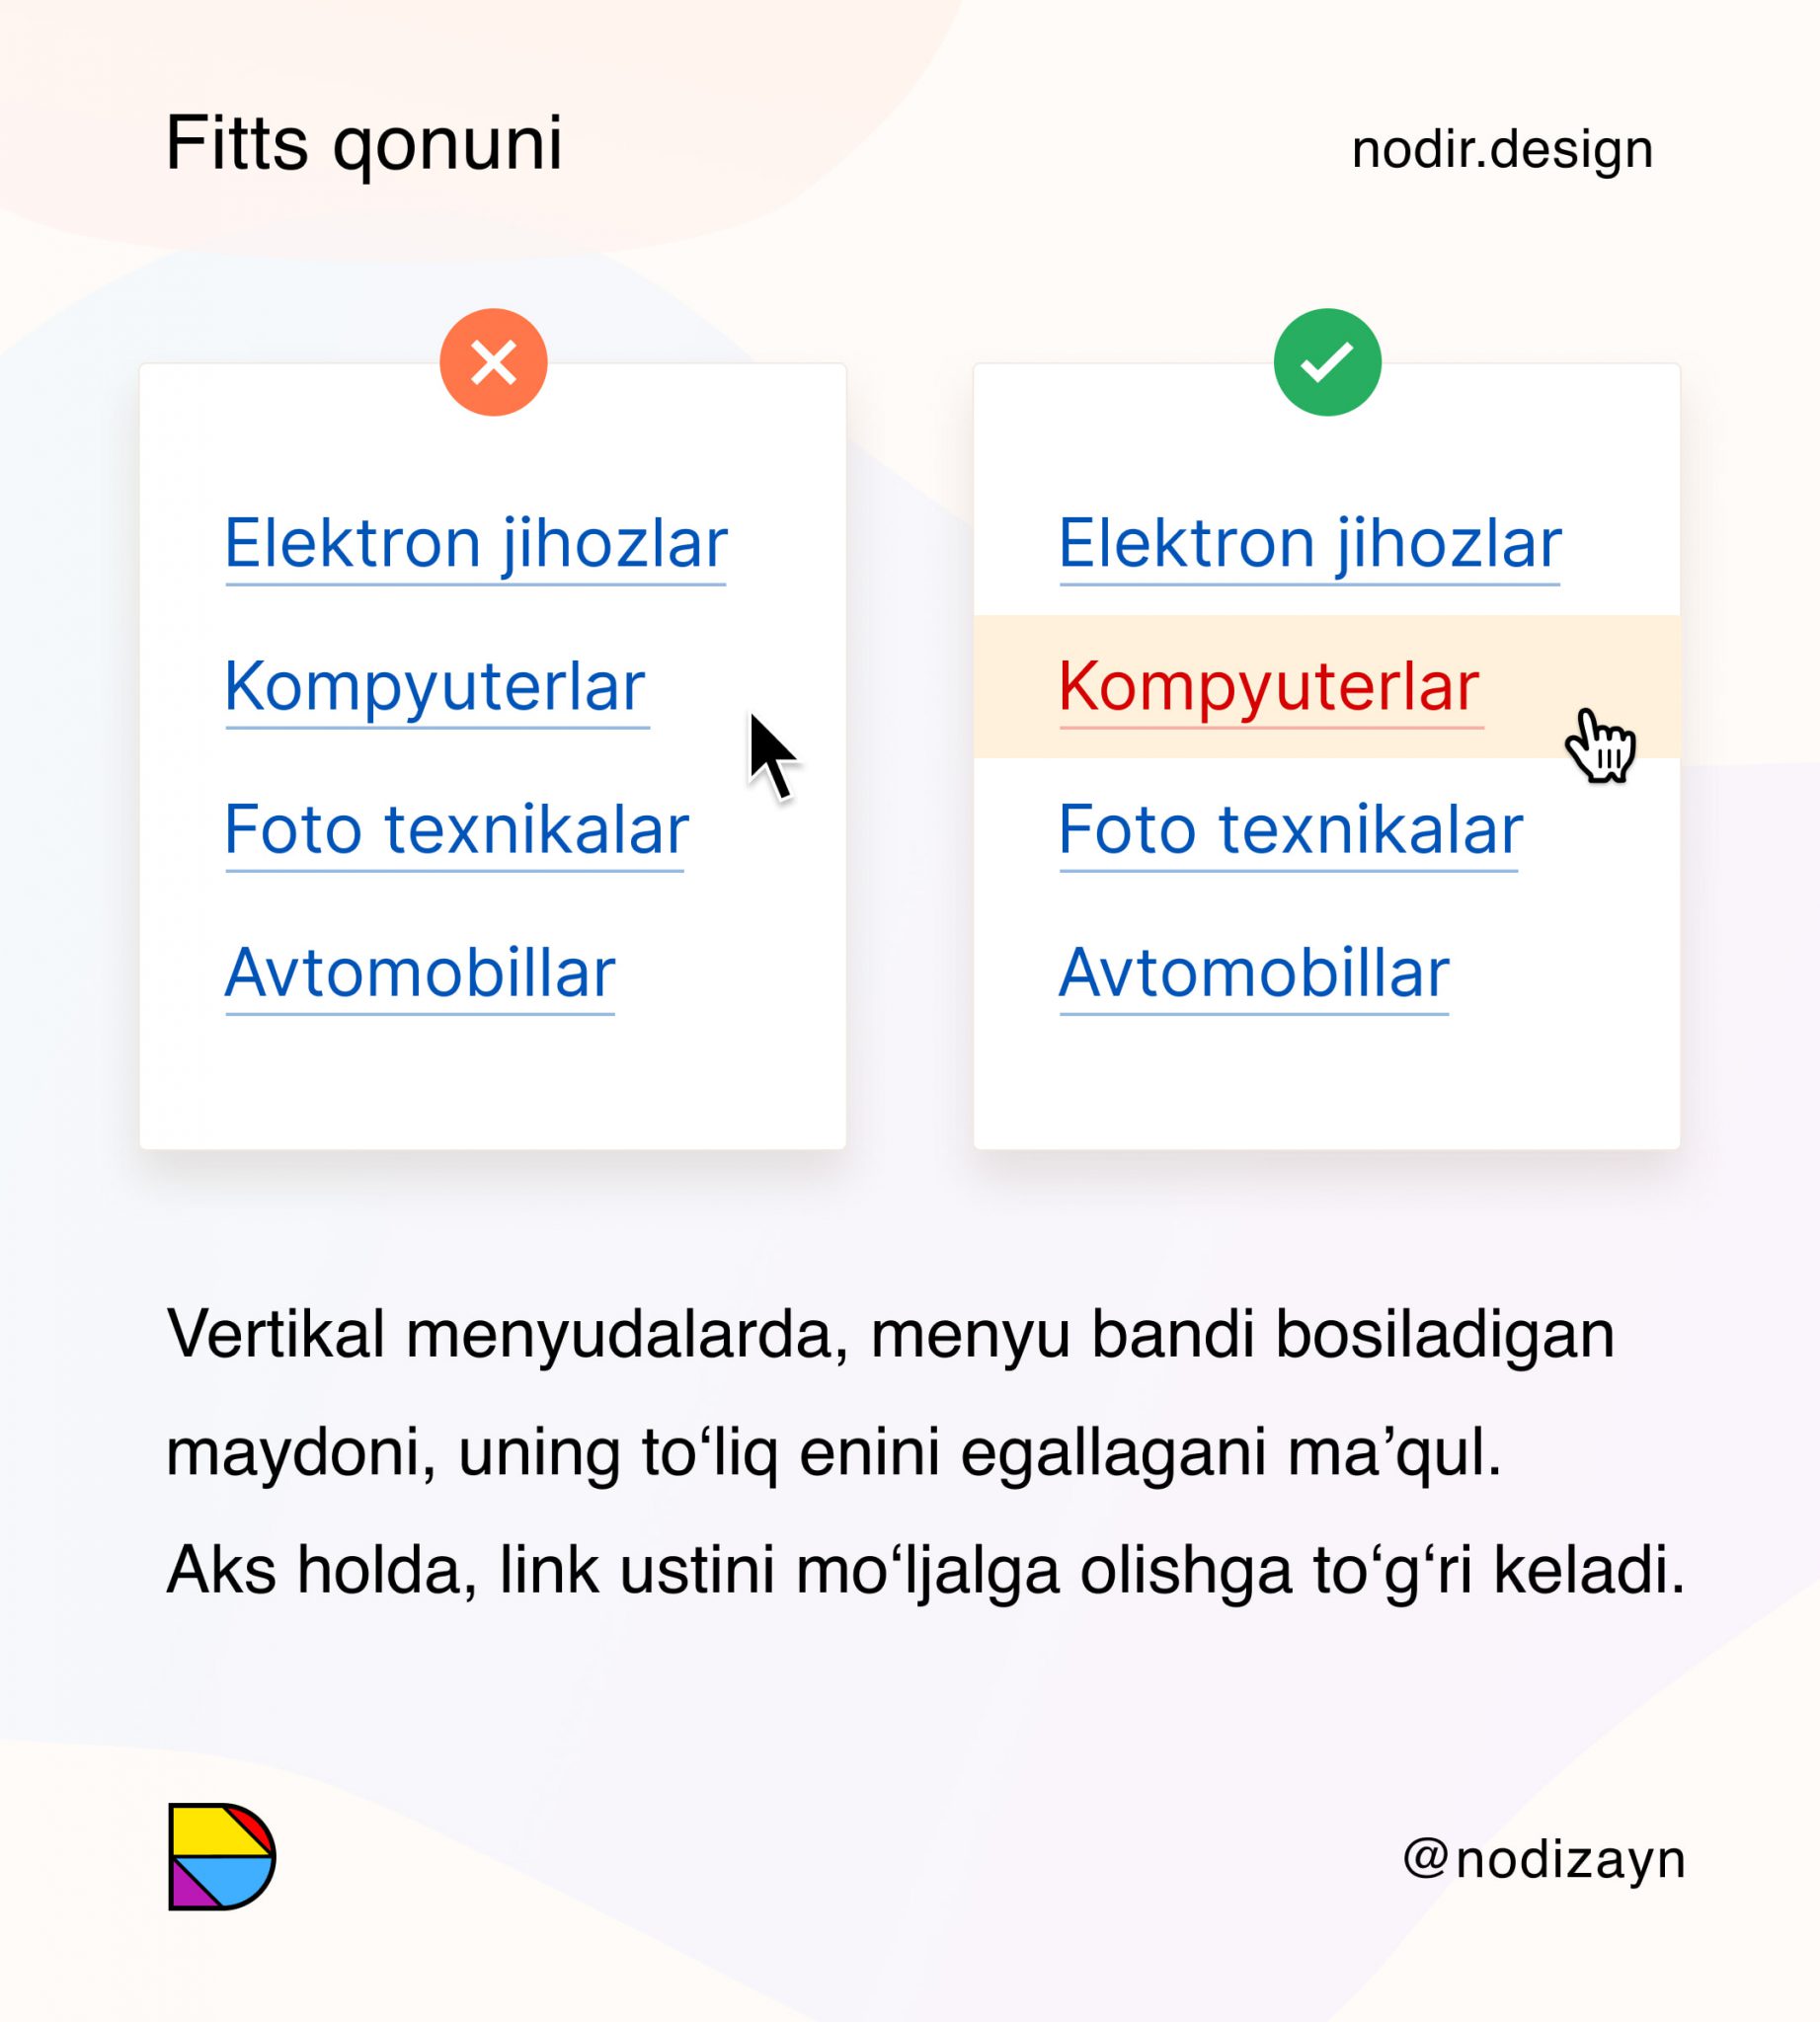 Fitts qonuni
nodir.design
Elektron jihozlar
Kompyuterlar
Foto texnikalar
Avtomobillar
Elektron jihozlar
Kompyuterlar
Foto texnikalar
Avtomobillar
Vertikal menyudalarda, menyu bandi bosiladigan
maydoni, uning to‘liq enini egallagani ma’qul.
Aks holda, link ustini mo‘ljalga olishga to‘g‘ri keladi.
@nodizayn